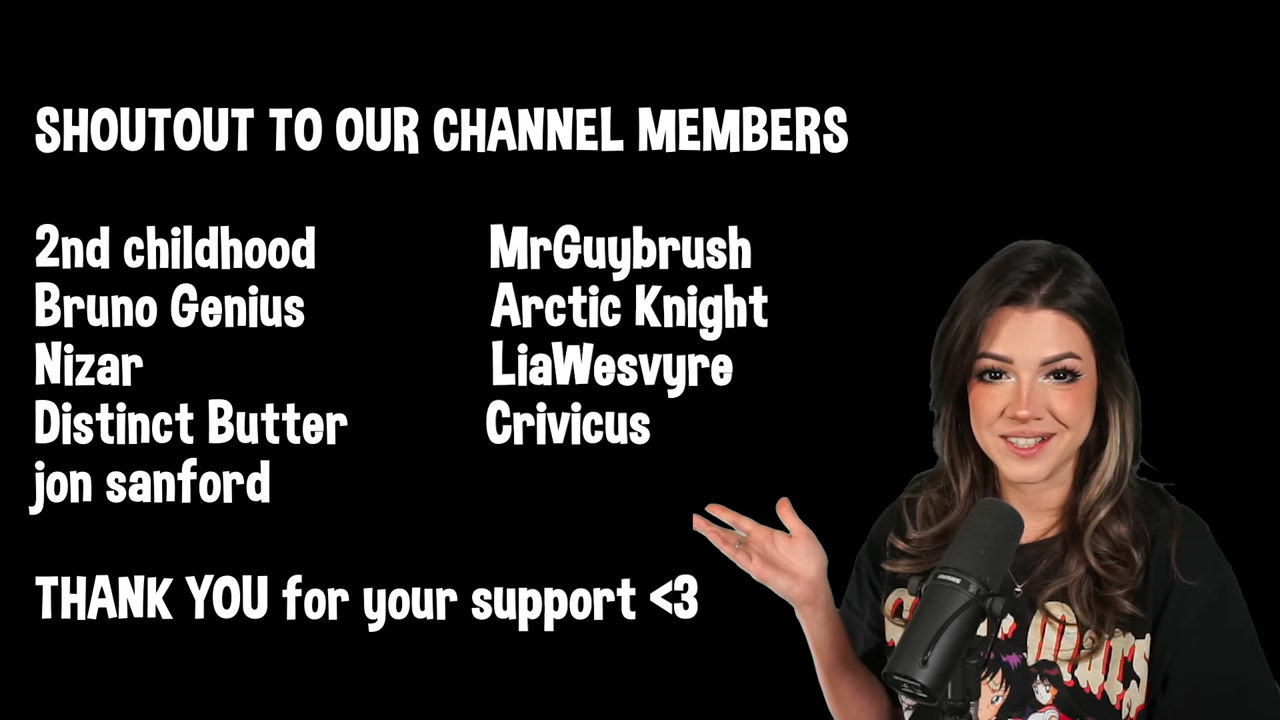 SHOUTOUT TO OUR CHANNEL MEMBERS
2nd childhood
Bruno Genius
Nizar
Distinct Butter
jon sanford
MrGuybrush
Arctic Knight
LiaWesvyre
Crivicus
THANK YOU for your support <3
Mars